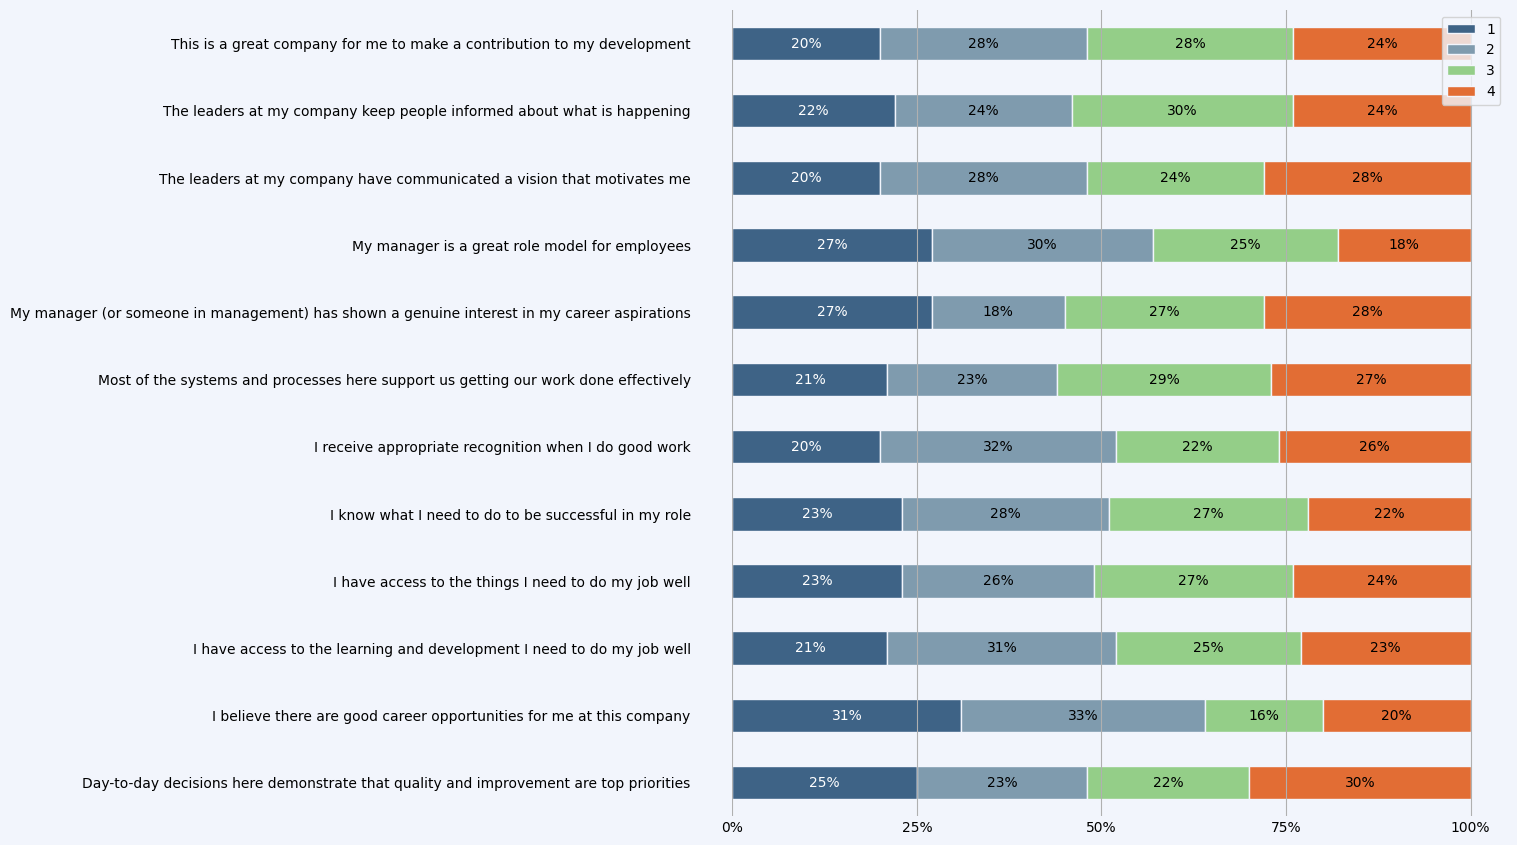 This is a great company for me to make a contribution to my development 20% 28% 28% 24%
The leaders at my company keep people informed about what is happening 22% 24% 30% 24%
The leaders at my company have communicated a vision that motivates me 20% 28% 24% 28%
My manager is a great role model for employees 27% 30% 25% 18%
My manager (or someone in management) has shown a genuine interest in my career aspirations 27% 18% 27% 28%
Most of the systems and processes here support us getting our work done effectively 21% 23% 29% 27%
I receive appropriate recognition when I do good work 20% 32% 22% 26%
I know what I need to do to be successful in my role 23% 28% 27% 22%
I have access to the things I need to do my job well 23% 26% 27% 24%
I have access to the learning and development I need to do my job well 21% 31% 25% 23%
I believe there are good career opportunities for me at this company 31% 33% 16% 20%
Day-to-day decisions here demonstrate that quality and improvement are top priorities 25% 23% 22% 30%
0% 25% 50% 75% 100%
1
2
3
4